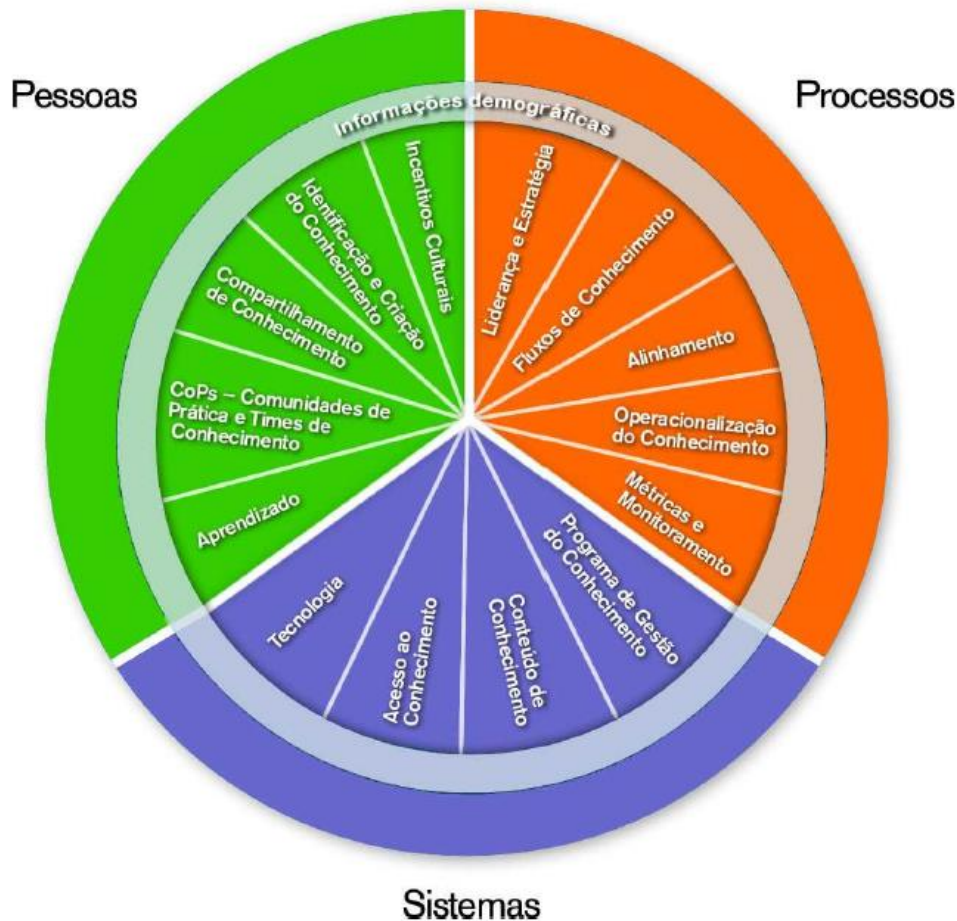 Pessoas
Processos
Informações demográficas
Incentivos Culturais
Identificação e Criação
do Conhecimento
Compartilhamento
de Conhecimento
CoPs – Comunidades de
Prática e Times de
Conhecimento
Aprendizado
Liderança e Estratégia
Fluxos de Conhecimento
Alinhamento
Operacionalização
do Conhecimento
Métricas e
Monitoramento
Programa de Gestão
do Conhecimento
Conteúdo de
Conhecimento
Acesso ao
Conhecimento
Tecnologia
Sistemas